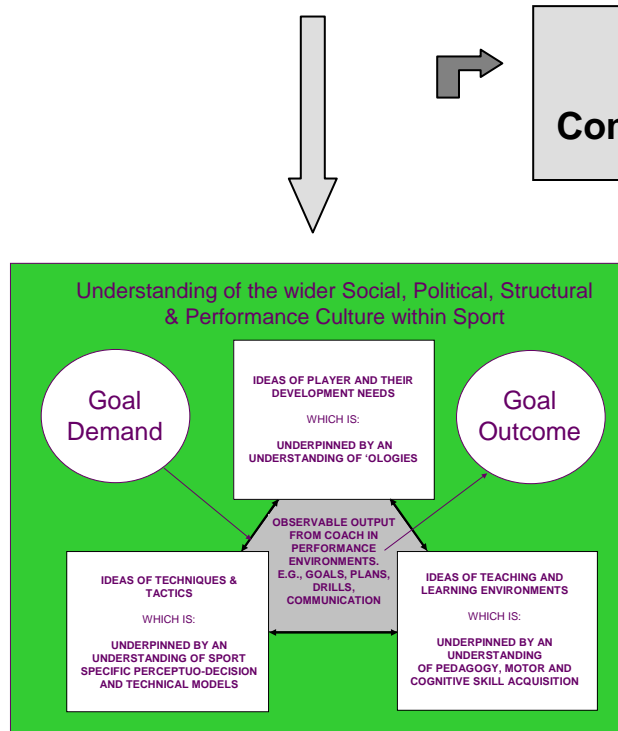 Con
Understanding of the wider Social, Political, Structural
& Performance Culture within Sport
Goal
Demand
IDEAS OF PLAYER AND THEIR
DEVELOPMENT NEEDS
WHICH IS:
UNDERPINNED BY AN
UNDERSTANDING OF ‘OLOGIES
Goal
Outcome
OBSERVABLE OUTPUT
FROM COACH IN
PERFORMANCE
ENVIRONMENTS.
E.G., GOALS, PLANS,
DRILLS,
COMMUNICATION
IDEAS OF TECHNIQUES &
TACTICS
WHICH IS:
UNDERPINNED BY AN
UNDERSTANDING OF SPORT
SPECIFIC PERCEPTUO-DECISION
AND TECHNICAL MODELS
IDEAS OF TEACHING AND
LEARNING ENVIRONMENTS
WHICH IS:
UNDERPINNED BY AN
UNDERSTANDING
OF PEDAGOGY, MOTOR AND
COGNITIVE SKILL ACQUISITION